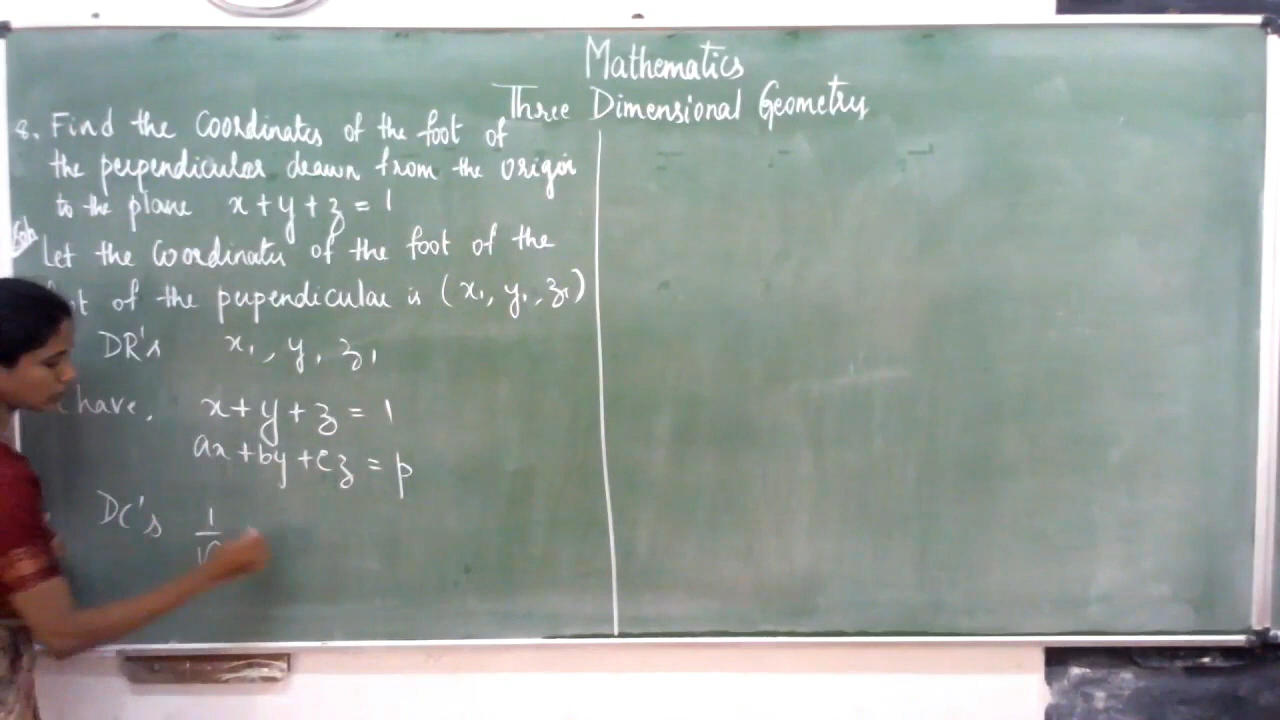 Mathematics
Three Dimensional Geometry
8. Find the coordinates of the foot of
the perpendicular drawn from the origin
to the plane x + y + z = 1
Soln
Let the coordinates of the foot of the
of the perpendicular is (x₁, y₁, z₁)
DR's x₁, y₁ z₁
have, x + y + z = 1
ax + by + cz = p
DC's 1/√